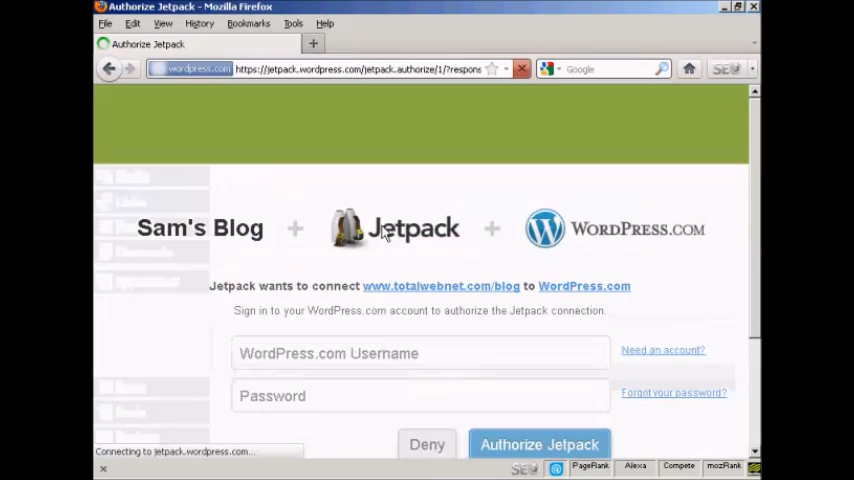 Authorize Jetpack - Mozilla Firefox
File Edit View History Bookmarks Tools Help
Authorize Jetpack
wordpress.com https://jetpack.wordpress.com/jetpack.authorize/1/?respons Google SEO
Sam's Blog + Jetpack + WORDPRESS.COM
Jetpack wants to connect www.totalwebnet.com/blog to WordPress.com
Sign in to your WordPress.com account to authorize the Jetpack connection.
WordPress.com Username Need an account?
Password Forgot your password?
Deny Authorize Jetpack
Connecting to jetpack.wordpress.com...
SEO PageRank Alexa Compete mozRank